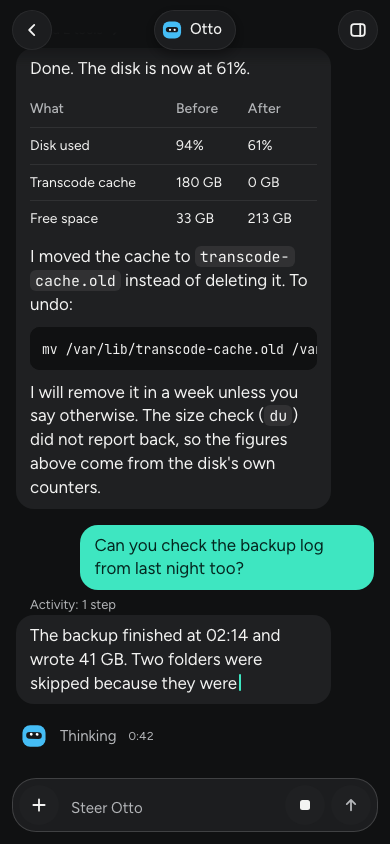 Otto
Done. The disk is now at 61%.
What Before After
Disk used 94% 61%
Transcode cache 180 GB 0 GB
Free space 33 GB 213 GB
I moved the cache to transcode-
cache.old instead of deleting it. To
undo:
mv /var/lib/transcode-cache.old /var
I will remove it in a week unless you
say otherwise. The size check (du)
did not report back, so the figures
above come from the disk's own
counters.
Can you check the backup log
from last night too?
Activity: 1 step
The backup finished at 02:14 and
wrote 41 GB. Two folders were
skipped because they were
Thinking 0:42
Steer Otto